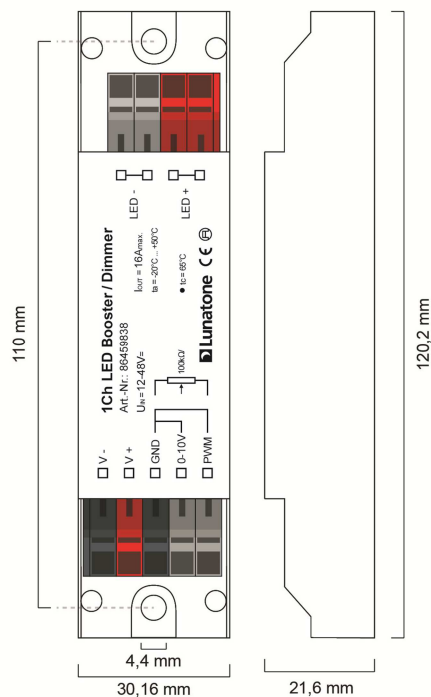 LED -
LED +
1Ch LED Booster / Dimmer
Art.-Nr.: 86459838
UIN = 12-48V=
IOUT = 16Amax.
ta = -20°C ... +50°C
• tc = 65°C
Lunatone CE
100kΩ/
V -
V +
GND
0-10V
PWM
110 mm
120,2 mm
4,4 mm
30,16 mm
21,6 mm